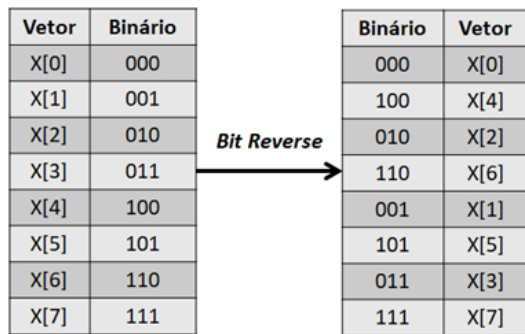 Vetor Binário
X[0] 000
X[1] 001
X[2] 010
X[3] 011
X[4] 100
X[5] 101
X[6] 110
X[7] 111
Bit Reverse
Binário Vetor
000 X[0]
100 X[4]
010 X[2]
110 X[6]
001 X[1]
101 X[5]
011 X[3]
111 X[7]